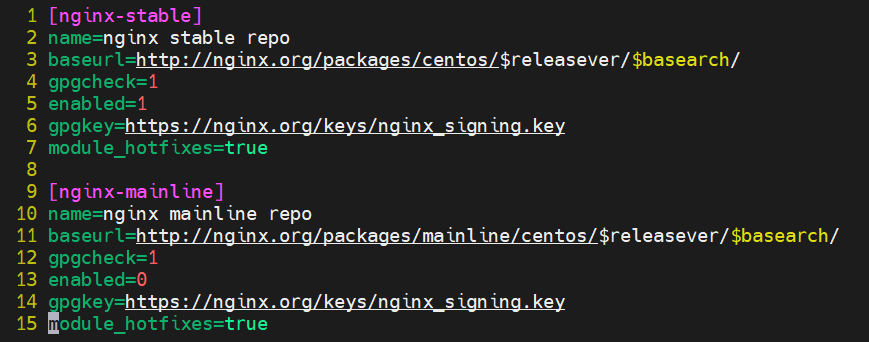 1 [nginx-stable]
2 name=nginx stable repo
3 baseurl=http://nginx.org/packages/centos/$releasever/$basearch/
4 gpgcheck=1
5 enabled=1
6 gpgkey=https://nginx.org/keys/nginx_signing.key
7 module_hotfixes=true
8
9 [nginx-mainline]
10 name=nginx mainline repo
11 baseurl=http://nginx.org/packages/mainline/centos/$releasever/$basearch/
12 gpgcheck=1
13 enabled=0
14 gpgkey=https://nginx.org/keys/nginx_signing.key
15 module_hotfixes=true